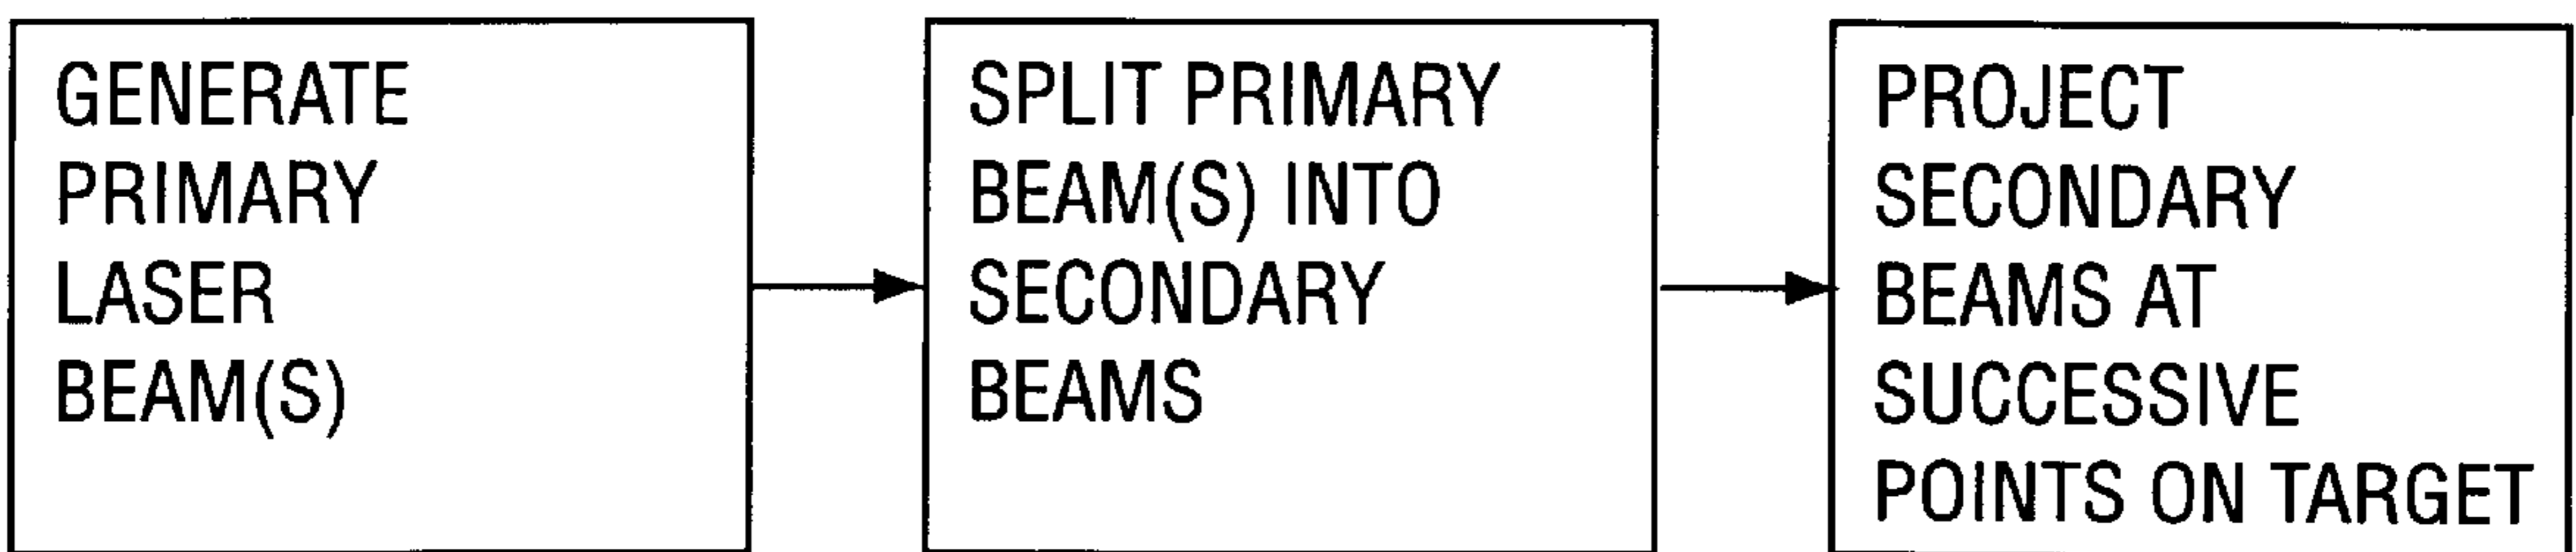 GENERATE
PRIMARY
LASER
BEAM(S)
SPLIT PRIMARY
BEAM(S) INTO
SECONDARY
BEAMS
PROJECT
SECONDARY
BEAMS AT
SUCCESSIVE
POINTS ON TARGET